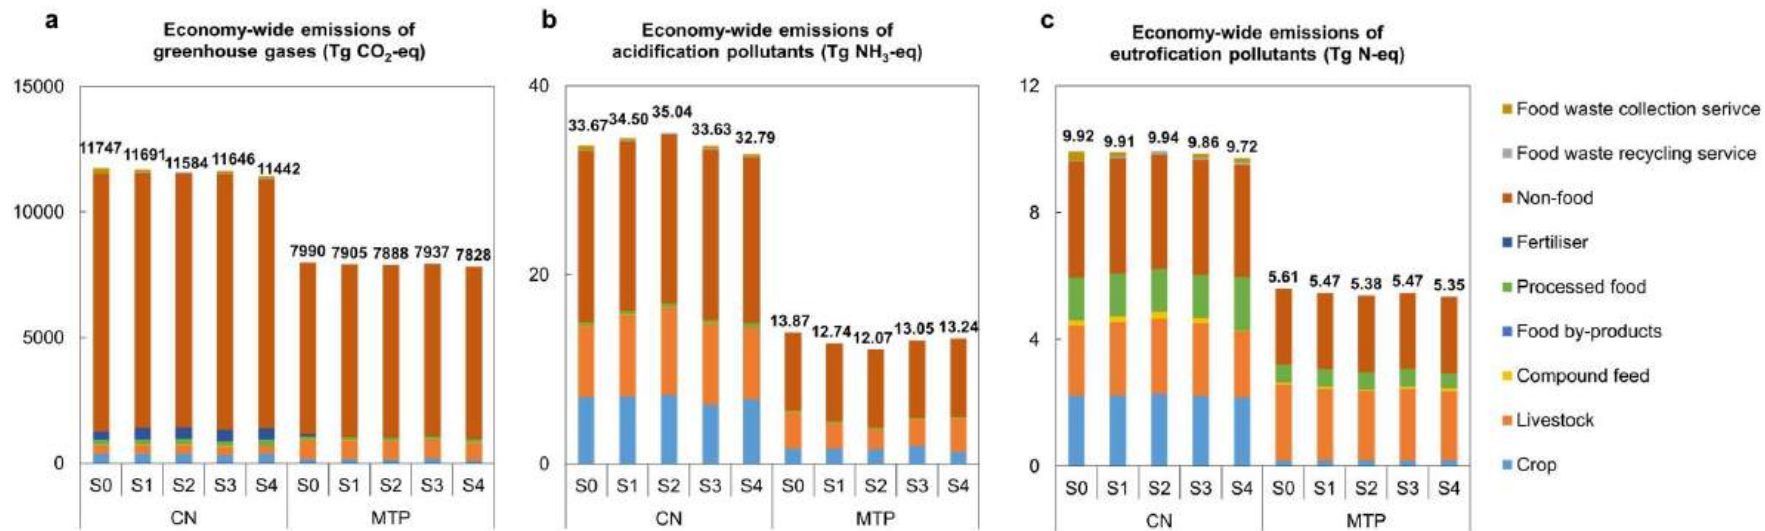 a
Economy-wide emissions of
greenhouse gases (Tg CO₂-eq)
15000
10000
5000
0
11747
11691
11584
11646
11442
7990
7905
7888
7937
7828
S0
S1
S2
S3
S4
S0
S1
S2
S3
S4
CN
MTP
b
Economy-wide emissions of
acidification pollutants (Tg NH₃-eq)
40
20
0
33.67
34.50
35.04
33.63
32.79
13.87
12.74
12.07
13.05
13.24
S0
S1
S2
S3
S4
S0
S1
S2
S3
S4
CN
MTP
c
Economy-wide emissions of
eutrofication pollutants (Tg N-eq)
12
8
4
0
9.92
9.91
9.94
9.86
9.72
5.61
5.47
5.38
5.47
5.35
S0
S1
S2
S3
S4
S0
S1
S2
S3
S4
CN
MTP
Food waste collection serivce
Food waste recycling service
Non-food
Fertiliser
Processed food
Food by-products
Compound feed
Livestock
Crop